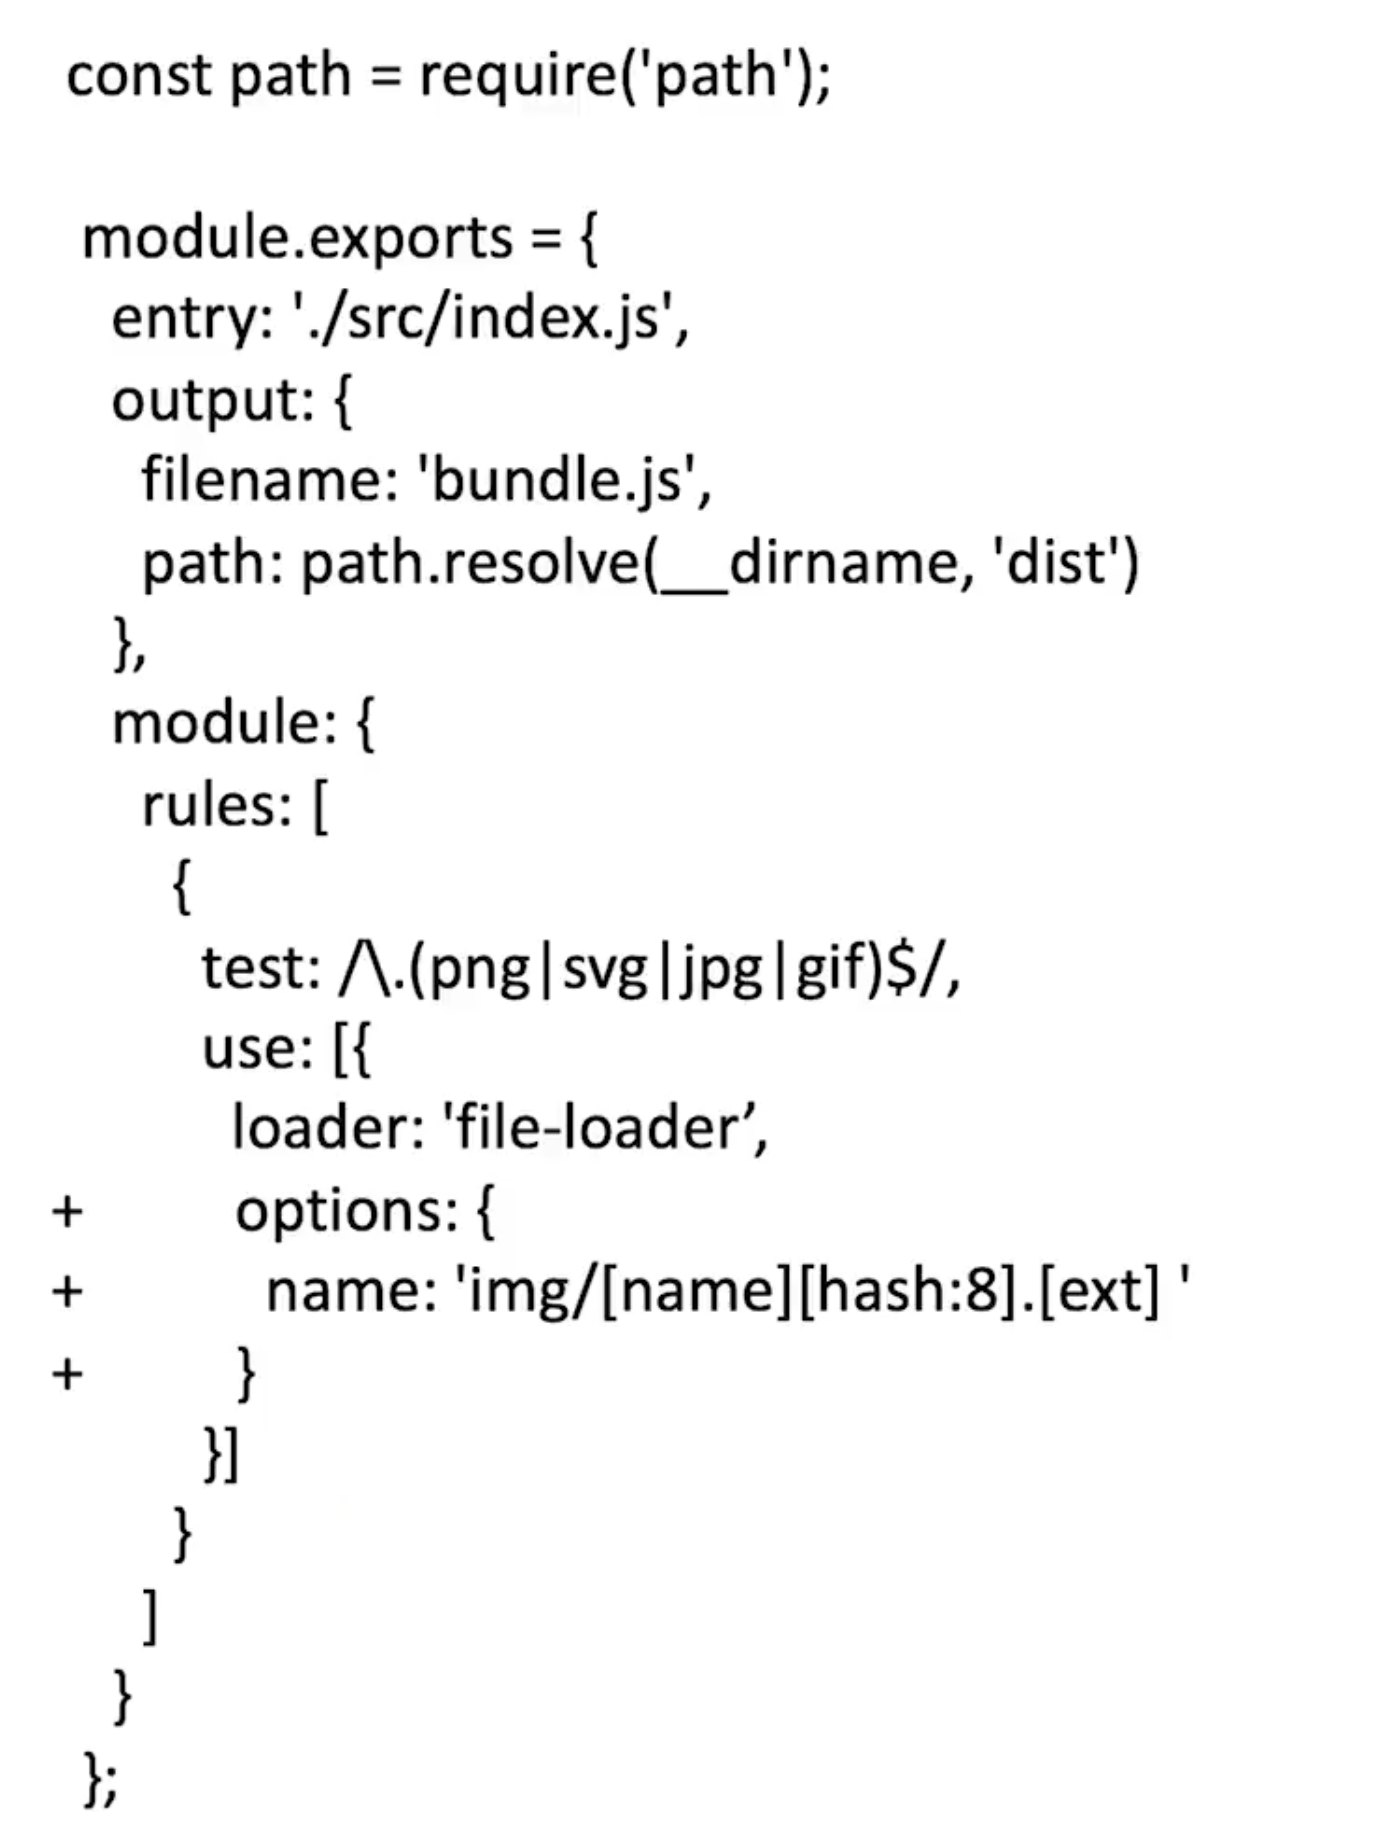 const path = require('path');
module.exports = {
entry: './src/index.js',
output: {
filename: 'bundle.js',
path: path.resolve(__dirname, 'dist')
},
module: {
rules: [
{
test: /\.(png|svg|jpg|gif)$/,
use: [{
loader: 'file-loader’,
+ options: {
+ name: 'img/[name][hash:8].[ext] '
+ }
}]
}
]
}
};